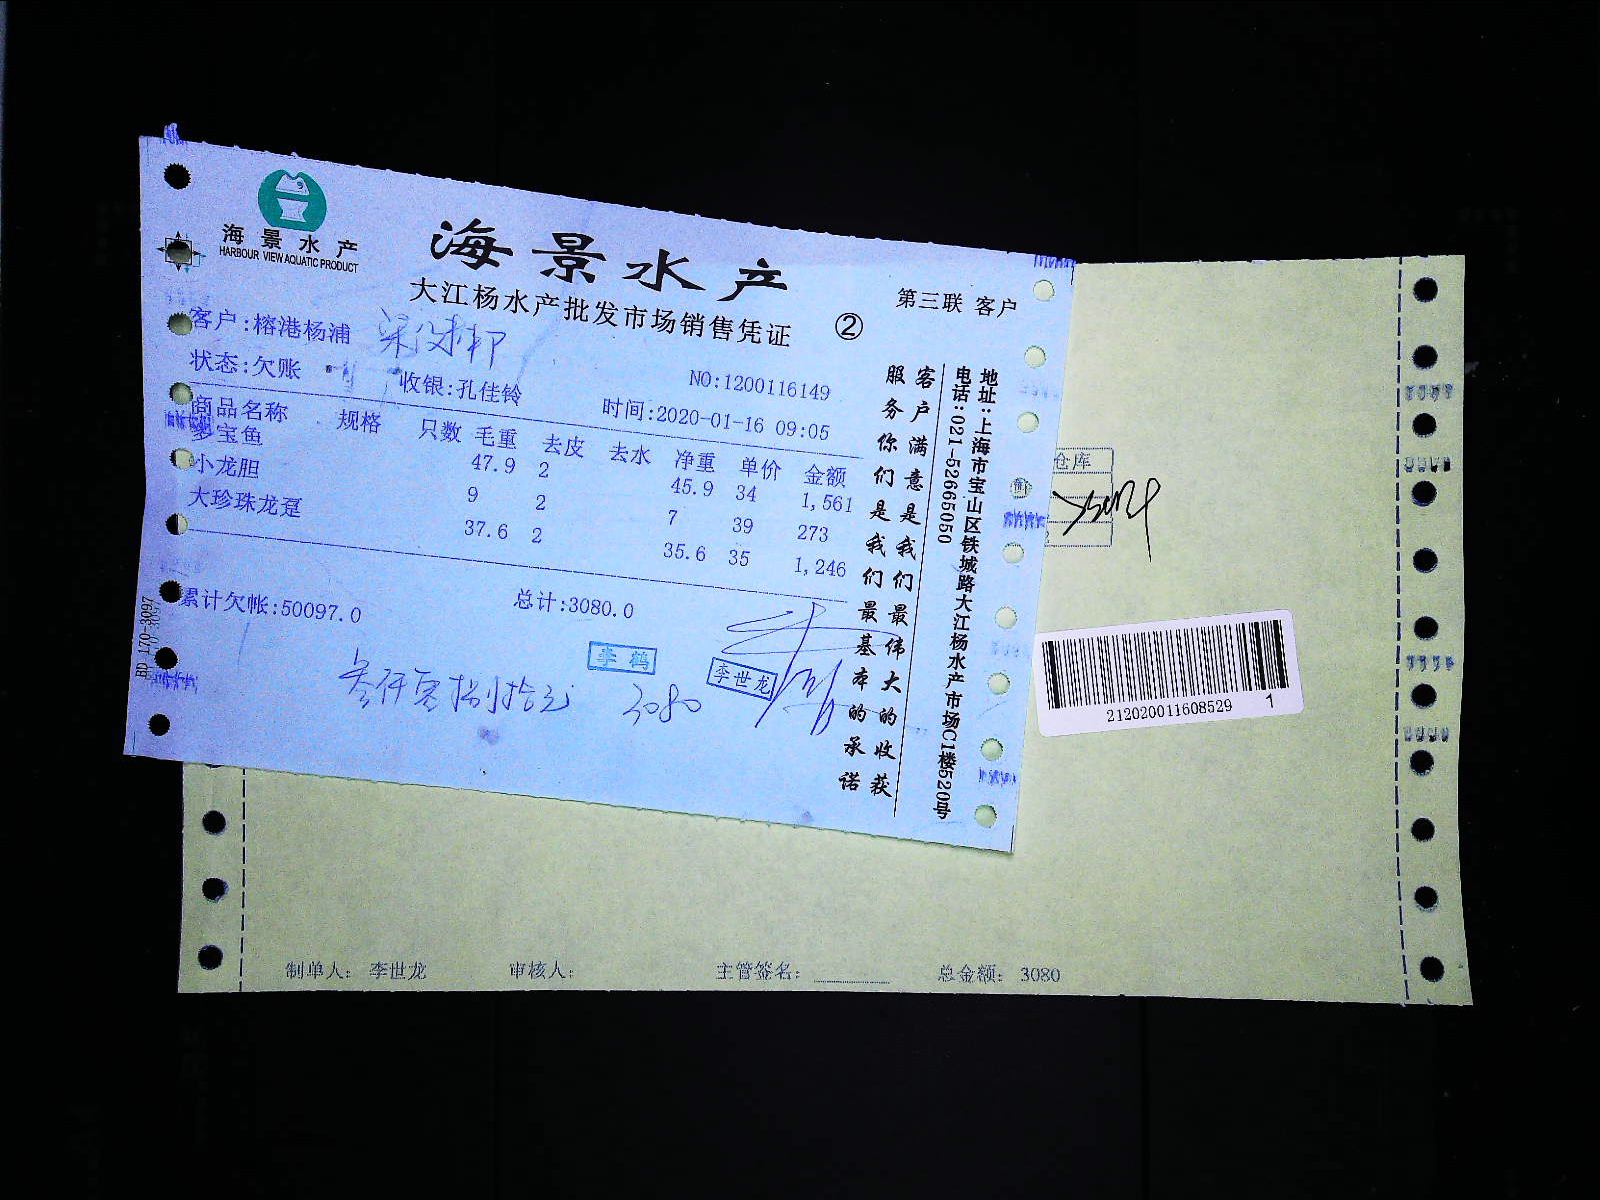 海景水产
HARBOUR VIEW AQUATIC PRODUCT
海景水产
大江杨水产批发市场销售凭证
②
第三联 客户
客户:榕港杨浦
状态:欠账
收银:孔佳铃
NO:1200116149
时间:2020-01-16 09:05
商品名称 规格 只数 毛重 去皮 去水 净重 单价 金额
多宝鱼 47.9 2 45.9 34 1,561
小龙胆 9 2 7 39 273
大珍珠龙趸 37.6 2 35.6 35 1,246
累计欠帐:50097.0 总计:3080.0
李鹤
李世龙
叁仟零捌拾元 3080
客户满意是我们最伟大的收获
服务你们是我们最基本的承诺
地址:上海市宝山区铁城路大江杨水产市场C1楼520号
电话:021-52665050
BD 170-3097
仓库
212020011608529 1
制单人: 李世龙 审核人: 主管签名: 总金额: 3080